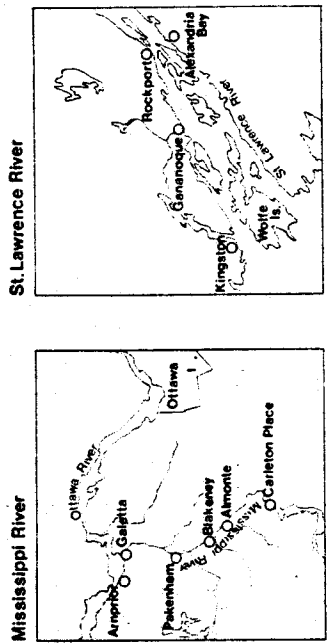 Mississippi River
Ottawa River
Arnprior
Galetta
Ottawa
Pakenham
Blakeney
Almonte
Mississippi
River
Carleton Place
St. Lawrence River
Rockport
Alexandria
Bay
Gananoque
Kingston
Wolfe
Is.
St Lawrence River